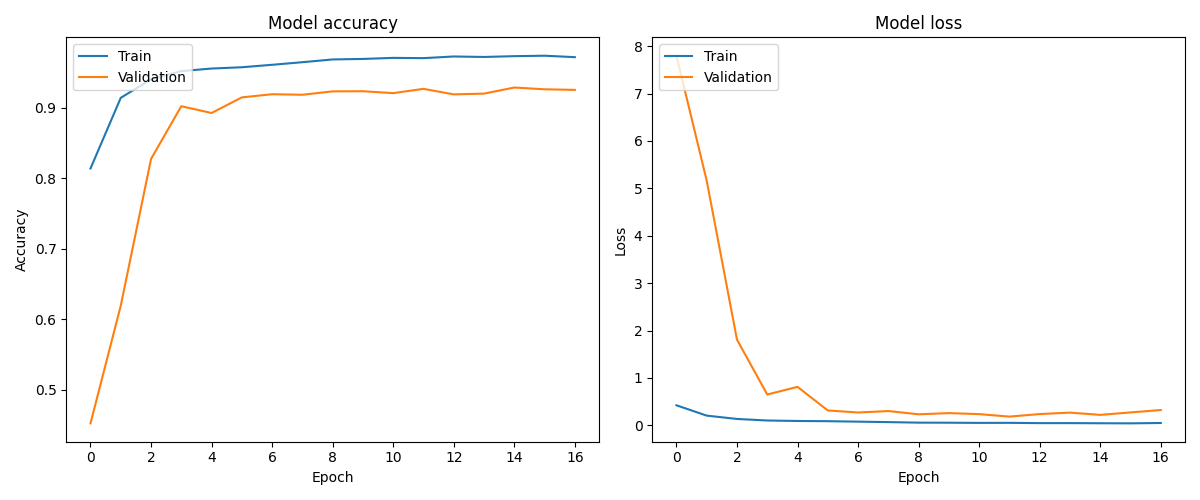 Model accuracy
Train
Validation
0.9
0.8
0.7
0.6
0.5
Accuracy
0 2 4 6 8 10 12 14 16
Epoch
Model loss
Train
Validation
8
7
6
5
4
3
2
1
0
Loss
0 2 4 6 8 10 12 14 16
Epoch